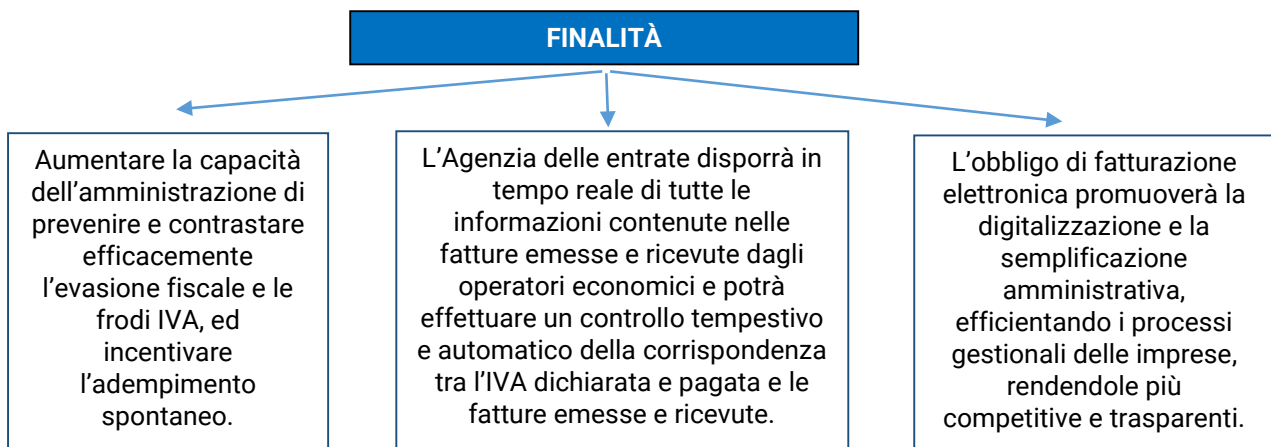 FINALITÀ
Aumentare la capacità
dell’amministrazione di
prevenire e contrastare
efficacemente
l’evasione fiscale e le
frodi IVA, ed
incentivare
l’adempimento
spontaneo.
L’Agenzia delle entrate disporrà in
tempo reale di tutte le
informazioni contenute nelle
fatture emesse e ricevute dagli
operatori economici e potrà
effettuare un controllo tempestivo
e automatico della corrispondenza
tra l’IVA dichiarata e pagata e le
fatture emesse e ricevute.
L’obbligo di fatturazione
elettronica promuoverà la
digitalizzazione e la
semplificazione
amministrativa,
efficientando i processi
gestionali delle imprese,
rendendole più
competitive e trasparenti.